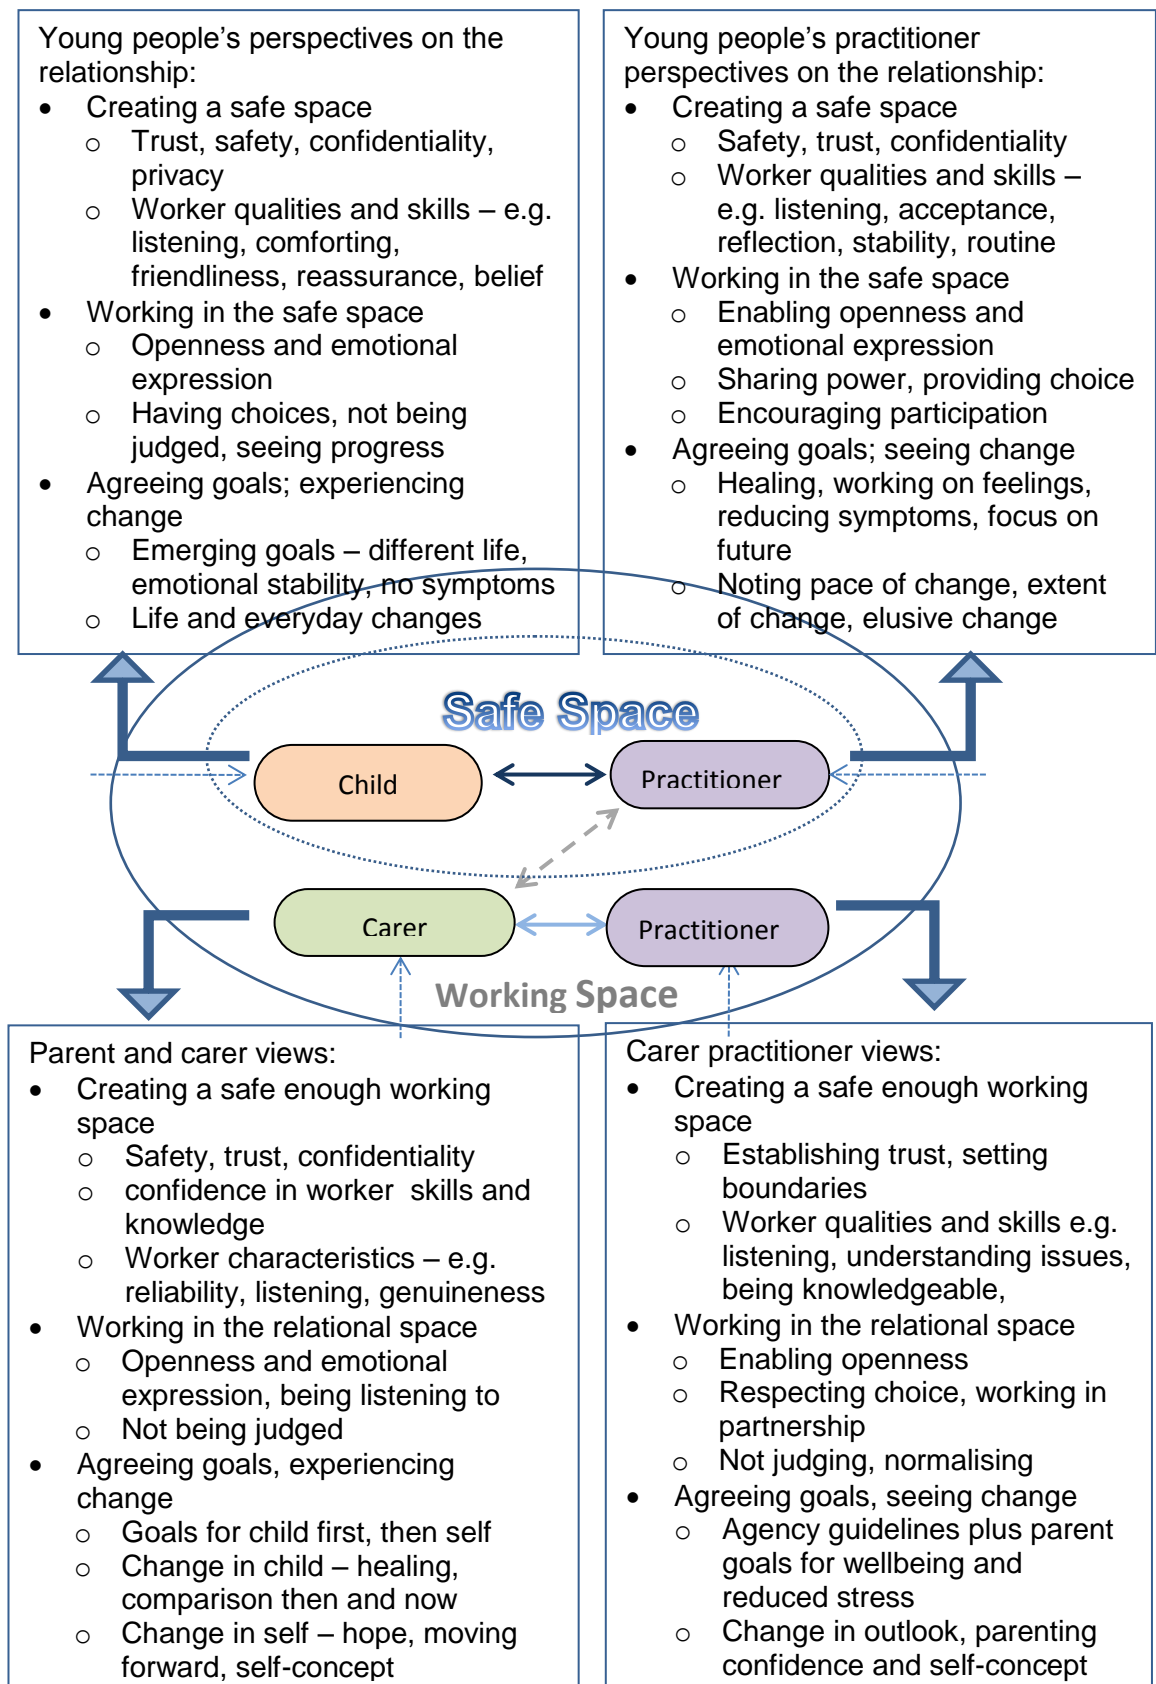 Young people’s perspectives on the
relationship:
• Creating a safe space
o Trust, safety, confidentiality,
privacy
o Worker qualities and skills – e.g.
listening, comforting,
friendliness, reassurance, belief
• Working in the safe space
o Openness and emotional
expression
o Having choices, not being
judged, seeing progress
• Agreeing goals; experiencing
change
o Emerging goals – different life,
emotional stability, no symptoms
o Life and everyday changes
Young people’s practitioner
perspectives on the relationship:
• Creating a safe space
o Safety, trust, confidentiality
o Worker qualities and skills –
e.g. listening, acceptance,
reflection, stability, routine
• Working in the safe space
o Enabling openness and
emotional expression
o Sharing power, providing choice
o Encouraging participation
• Agreeing goals; seeing change
o Healing, working on feelings,
reducing symptoms, focus on
future
o Noting pace of change, extent
of change, elusive change
Safe Space
Child
Practitioner
Carer
Practitioner
Working Space
Parent and carer views:
• Creating a safe enough working
space
o Safety, trust, confidentiality
o confidence in worker skills and
knowledge
o Worker characteristics – e.g.
reliability, listening, genuineness
• Working in the relational space
o Openness and emotional
expression, being listening to
o Not being judged
• Agreeing goals, experiencing
change
o Goals for child first, then self
o Change in child – healing,
comparison then and now
o Change in self – hope, moving
forward, self-concept
Carer practitioner views:
• Creating a safe enough working
space
o Establishing trust, setting
boundaries
o Worker qualities and skills e.g.
listening, understanding issues,
being knowledgeable,
• Working in the relational space
o Enabling openness
o Respecting choice, working in
partnership
o Not judging, normalising
• Agreeing goals, seeing change
o Agency guidelines plus parent
goals for wellbeing and
reduced stress
o Change in outlook, parenting
confidence and self-concept